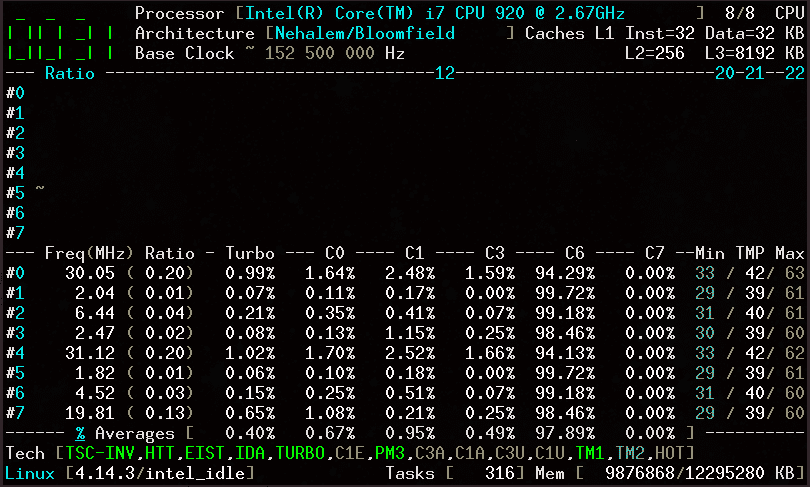 0031 Processor [Intel(R) Core(TM) i7 CPU 920 @ 2.67GHz ] 8/8 CPU
Architecture [Nehalem/Bloomfield ] Caches L1 Inst=32 Data=32 KB
Base Clock ~ 152 500 000 Hz L2=256 L3=8192 KB
--- Ratio ----------------------------------12--------------------------20-21--22
#0
#1
#2
#3
#4
#5 ~
#6
#7
--- Freq(MHz) Ratio - Turbo --- C0 ---- C1 ---- C3 ---- C6 ---- C7 --Min TMP Max
#0 30.05 ( 0.20) 0.99% 1.64% 2.48% 1.59% 94.29% 0.00% 33 / 42/ 63
#1 2.04 ( 0.01) 0.07% 0.11% 0.17% 0.00% 99.72% 0.00% 29 / 39/ 61
#2 6.44 ( 0.04) 0.21% 0.35% 0.41% 0.07% 99.18% 0.00% 31 / 40/ 61
#3 2.47 ( 0.02) 0.08% 0.13% 1.15% 0.25% 98.46% 0.00% 30 / 39/ 60
#4 31.12 ( 0.20) 1.02% 1.70% 2.52% 1.66% 94.13% 0.00% 33 / 42/ 62
#5 1.82 ( 0.01) 0.06% 0.10% 0.18% 0.00% 99.72% 0.00% 29 / 39/ 60
#6 4.52 ( 0.03) 0.15% 0.25% 0.51% 0.07% 99.18% 0.00% 31 / 40/ 60
#7 19.81 ( 0.13) 0.65% 1.08% 0.21% 0.25% 98.46% 0.00% 29 / 39/ 60
------ % Averages [ 0.40% 0.67% 0.95% 0.49% 97.89% 0.00% ] -----------
Tech [TSC-INV,HTT,EIST,IDA,TURBO,C1E,PM3,C3A,C1A,C3U,C1U,TM1,TM2,HOT]
Linux [4.14.3/intel_idle] Tasks [ 316] Mem [ 9876868/12295280 KB]